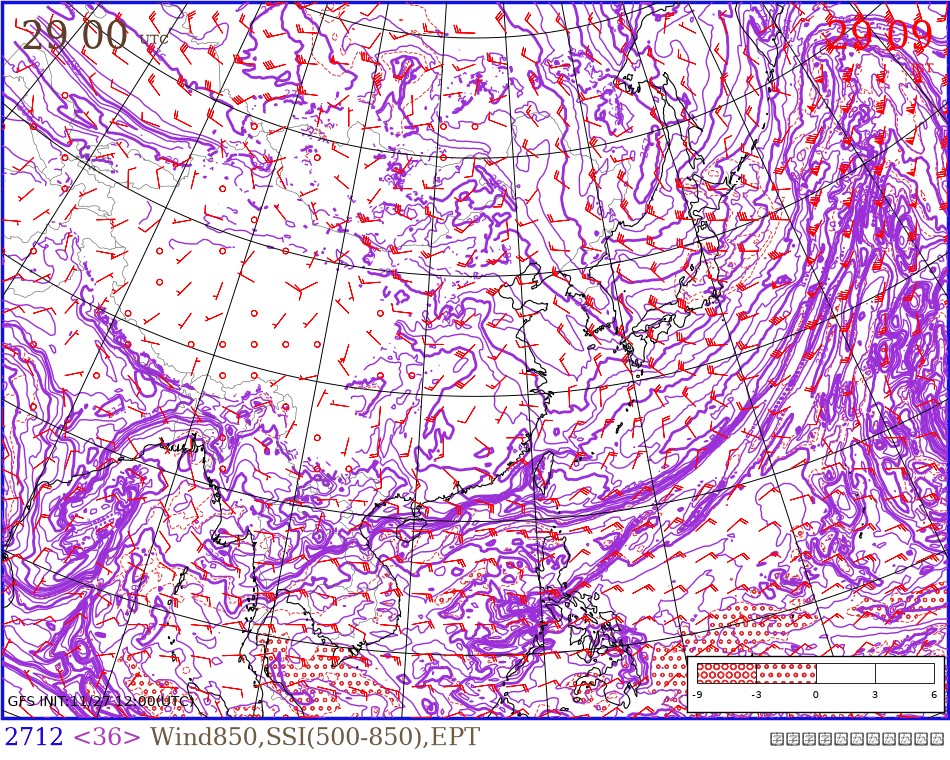 29 00 UTC
29 09 JST
-9 -3 0 3 6
GFS INIT:11/27 12:00(UTC)
2712 <36> Wind850,SSI(500-850),EPT